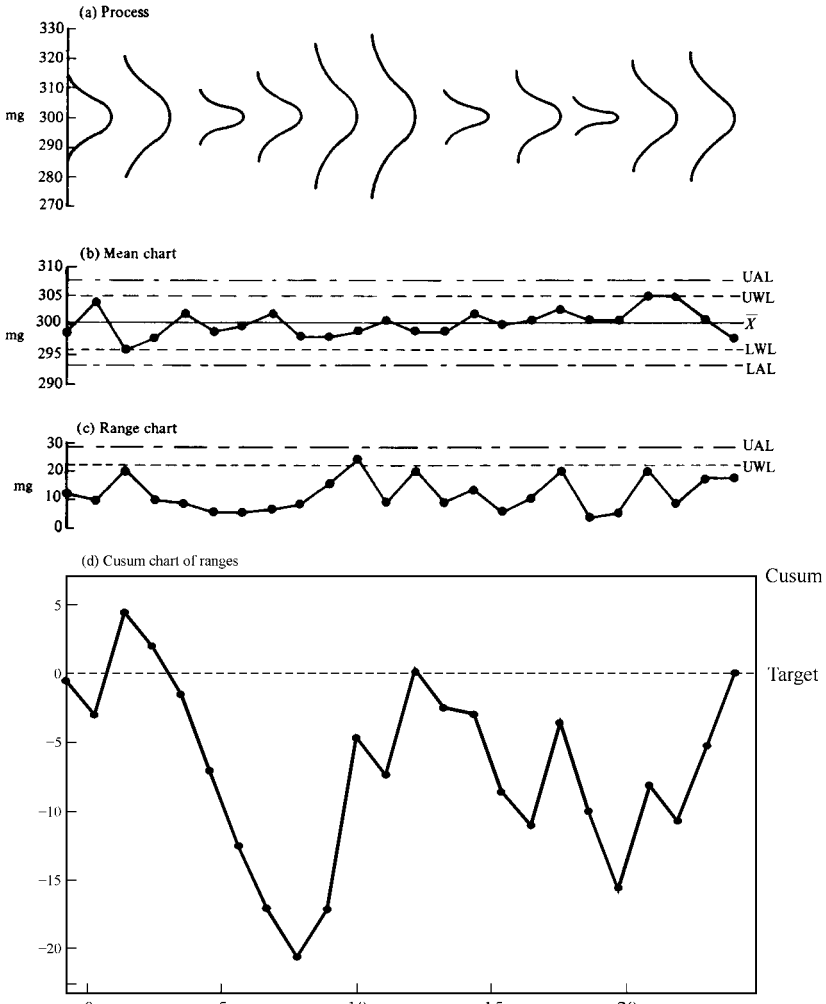 (a) Process
330
320
310
mg 300
290
280
270
(b) Mean chart
310
UAL
305
UWL
300
X̄
mg
295
LWL
LAL
290
(c) Range chart
30
UAL
20
UWL
mg
10
0
(d) Cusum chart of ranges
Cusum
5
0
Target
−5
−10
−15
−20